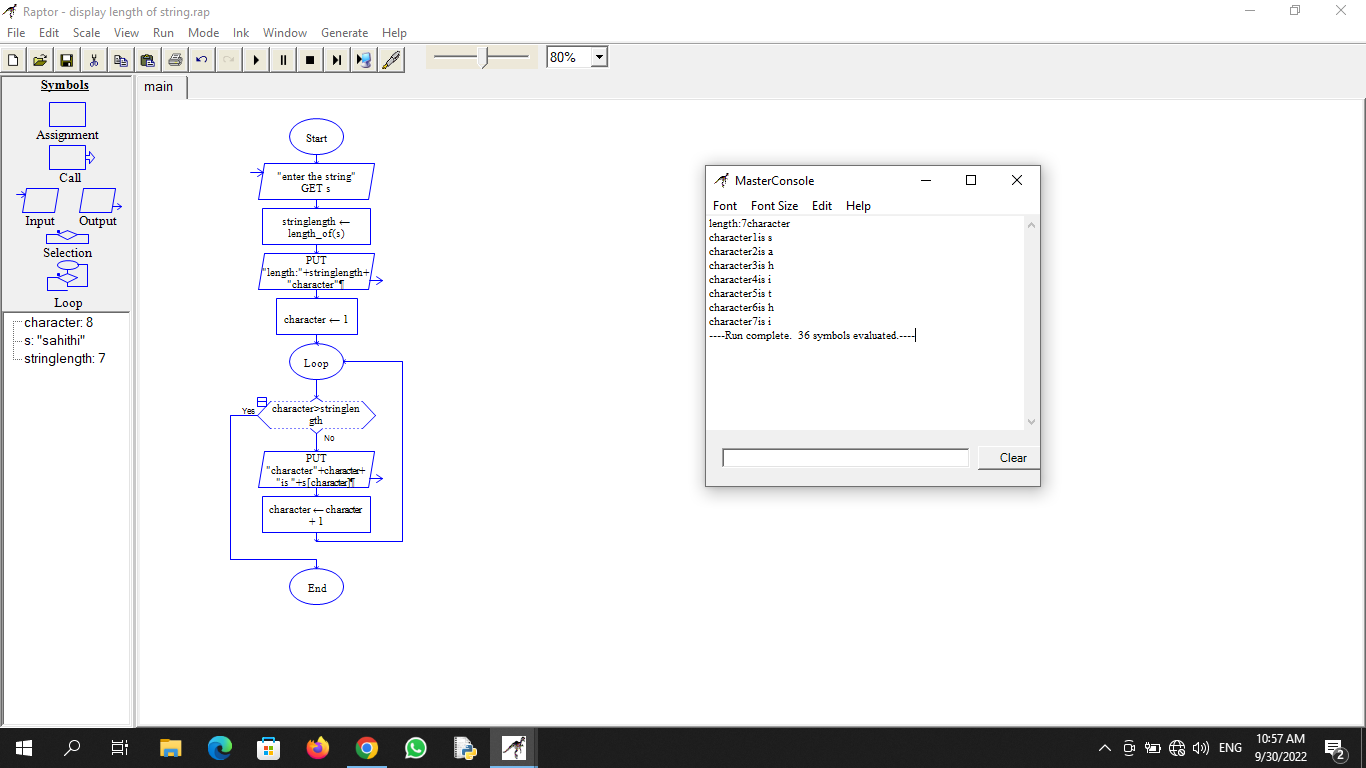 Raptor - display length of string.rap
File Edit Scale View Run Mode Ink Window Generate Help
80%
Symbols
Assignment
Call
Input Output
Selection
Loop
character: 8
s: "sahithi"
stringlength: 7
main
Start
"enter the string"
GET s
stringlength ←
length_of(s)
PUT
"length:"+stringlength+
"character"¶
character ← 1
Loop
Yes
character>stringlen
gth
No
PUT
"character"+character+
"is "+s[character]¶
character ← character
+ 1
End
MasterConsole
Font Font Size Edit Help
length:7character
character1is s
character2is a
character3is h
character4is i
character5is t
character6is h
character7is i
----Run complete.  36 symbols evaluated.----
Clear
ENG
10:57 AM
9/30/2022
2